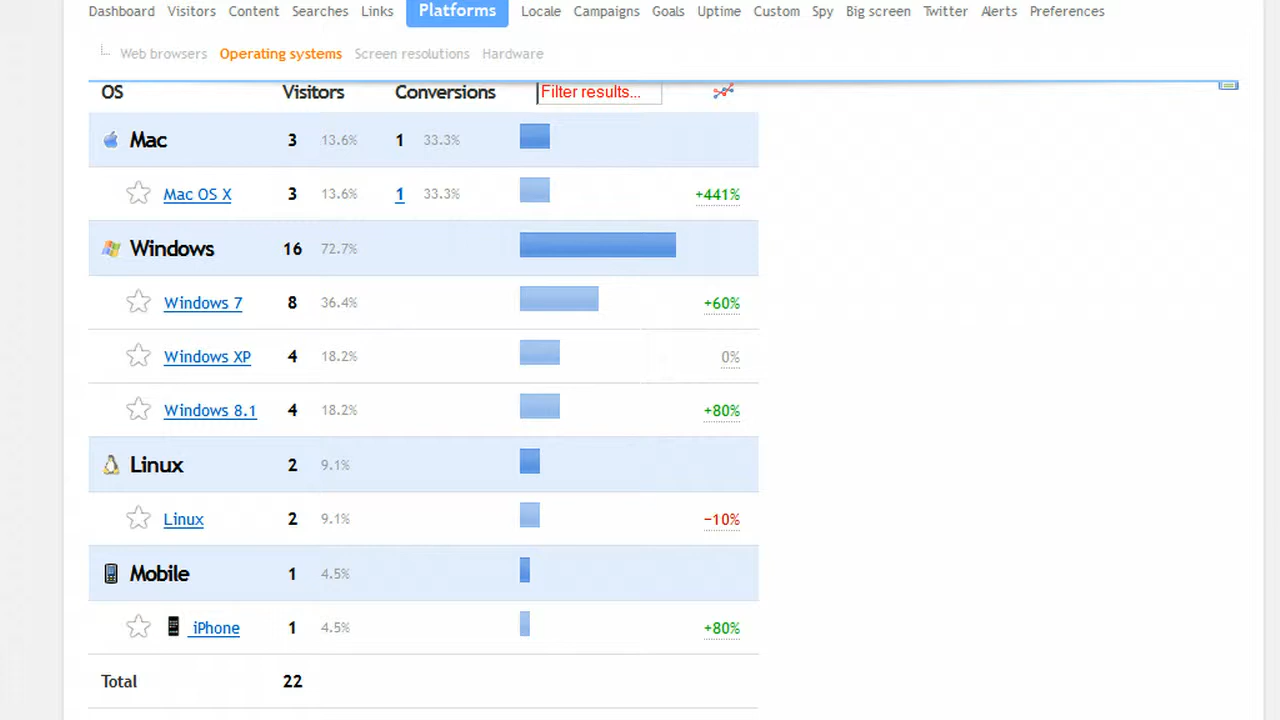 Dashboard Visitors Content Searches Links Platforms Locale Campaigns Goals Uptime Custom Spy Big screen Twitter Alerts Preferences
Web browsers Operating systems Screen resolutions Hardware
OS Visitors Conversions Filter results...
Mac 3 13.6% 1 33.3%
Mac OS X 3 13.6% 1 33.3% +441%
Windows 16 72.7%
Windows 7 8 36.4% +60%
Windows XP 4 18.2% 0%
Windows 8.1 4 18.2% +80%
Linux 2 9.1%
Linux 2 9.1% −10%
Mobile 1 4.5%
iPhone 1 4.5% +80%
Total 22